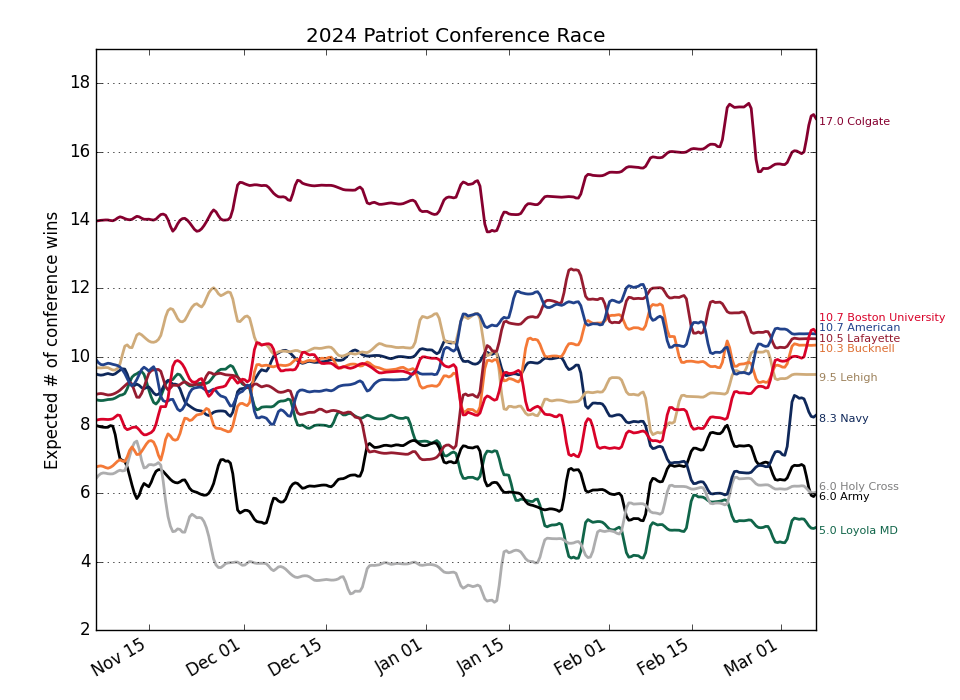 2024 Patriot Conference Race
Expected # of conference wins
18
16
14
12
10
8
6
4
2
Nov 15
Dec 01
Dec 15
Jan 01
Jan 15
Feb 01
Feb 15
Mar 01
17.0 Colgate
10.7 Boston University
10.7 American
10.5 Lafayette
10.3 Bucknell
9.5 Lehigh
8.3 Navy
6.0 Holy Cross
6.0 Army
5.0 Loyola MD